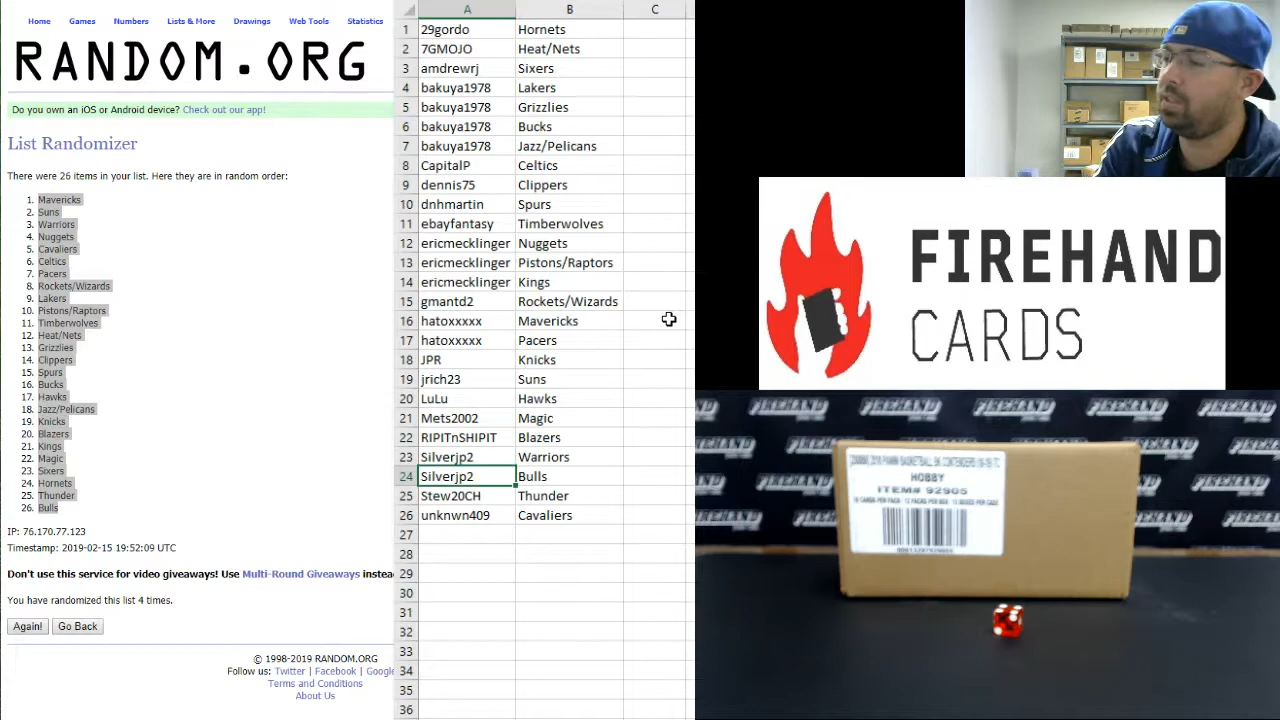 Home Games Numbers Lists & More Drawings Web Tools Statistics
RANDOM.ORG
Do you own an iOS or Android device? Check out our app!
List Randomizer
There were 26 items in your list. Here they are in random order:
1. Mavericks
2. Suns
3. Warriors
4. Nuggets
5. Cavaliers
6. Celtics
7. Pacers
8. Rockets/Wizards
9. Lakers
10. Pistons/Raptors
11. Timberwolves
12. Heat/Nets
13. Grizzlies
14. Clippers
15. Spurs
16. Bucks
17. Hawks
18. Jazz/Pelicans
19. Knicks
20. Blazers
21. Kings
22. Magic
23. Sixers
24. Hornets
25. Thunder
26. Bulls
IP: 76.170.77.123
Timestamp: 2019-02-15 19:52:09 UTC
Don't use this service for video giveaways! Use Multi-Round Giveaways instea
You have randomized this list 4 times.
Again! Go Back
© 1998-2019 RANDOM.ORG
Follow us: Twitter | Facebook | Google
Terms and Conditions
About Us
A B C
1 29gordo Hornets
2 7GMOJO Heat/Nets
3 amdrewrj Sixers
4 bakuya1978 Lakers
5 bakuya1978 Grizzlies
6 bakuya1978 Bucks
7 bakuya1978 Jazz/Pelicans
8 CapitalP Celtics
9 dennis75 Clippers
10 dnhmartin Spurs
11 ebayfantasy Timberwolves
12 ericmecklinger Nuggets
13 ericmecklinger Pistons/Raptors
14 ericmecklinger Kings
15 gmantd2 Rockets/Wizards
16 hatoxxxxx Mavericks
17 hatoxxxxx Pacers
18 JPR Knicks
19 jrich23 Suns
20 LuLu Hawks
21 Mets2002 Magic
22 RIPITnSHIPIT Blazers
23 Silverjp2 Warriors
24 Silverjp2 Bulls
25 Stew20CH Thunder
26 unknwn409 Cavaliers
27
28
29
30
31
32
33
34
35
36
FIREHAND
CARDS
FIREHAND
HOBBY
ITEM# 92905